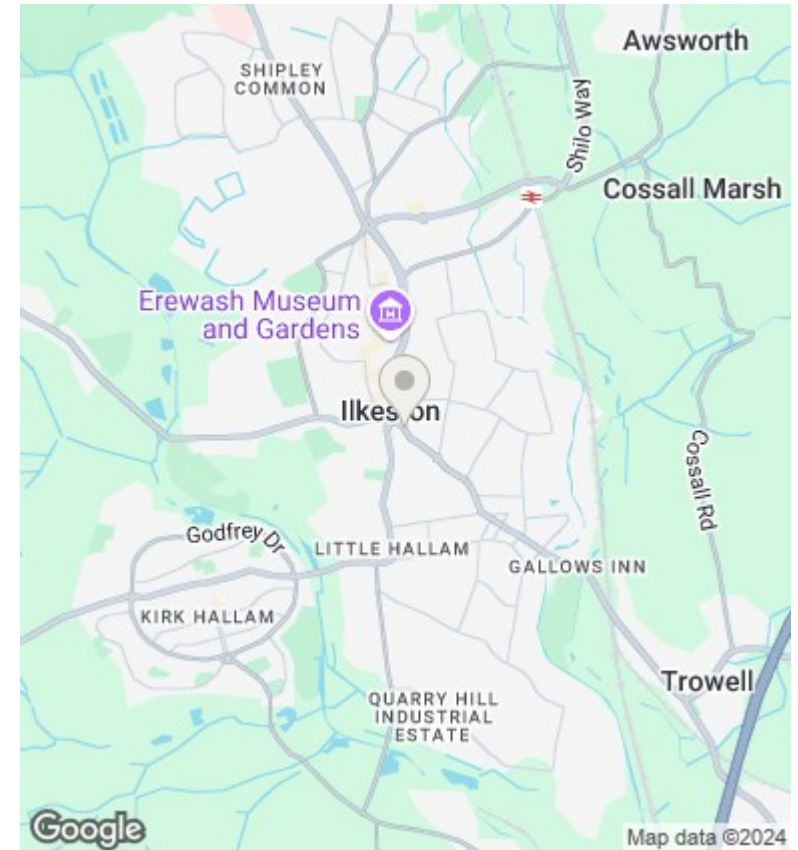 Awsworth
SHIPLEY
COMMON
Shilo Way
Cossall Marsh
Erewash Museum
and Gardens
Ilkeston
Cossall Rd
Godfrey Dr
LITTLE HALLAM
GALLOWS INN
KIRK HALLAM
Trowell
QUARRY HILL
INDUSTRIAL
ESTATE
Google
Map data ©2024